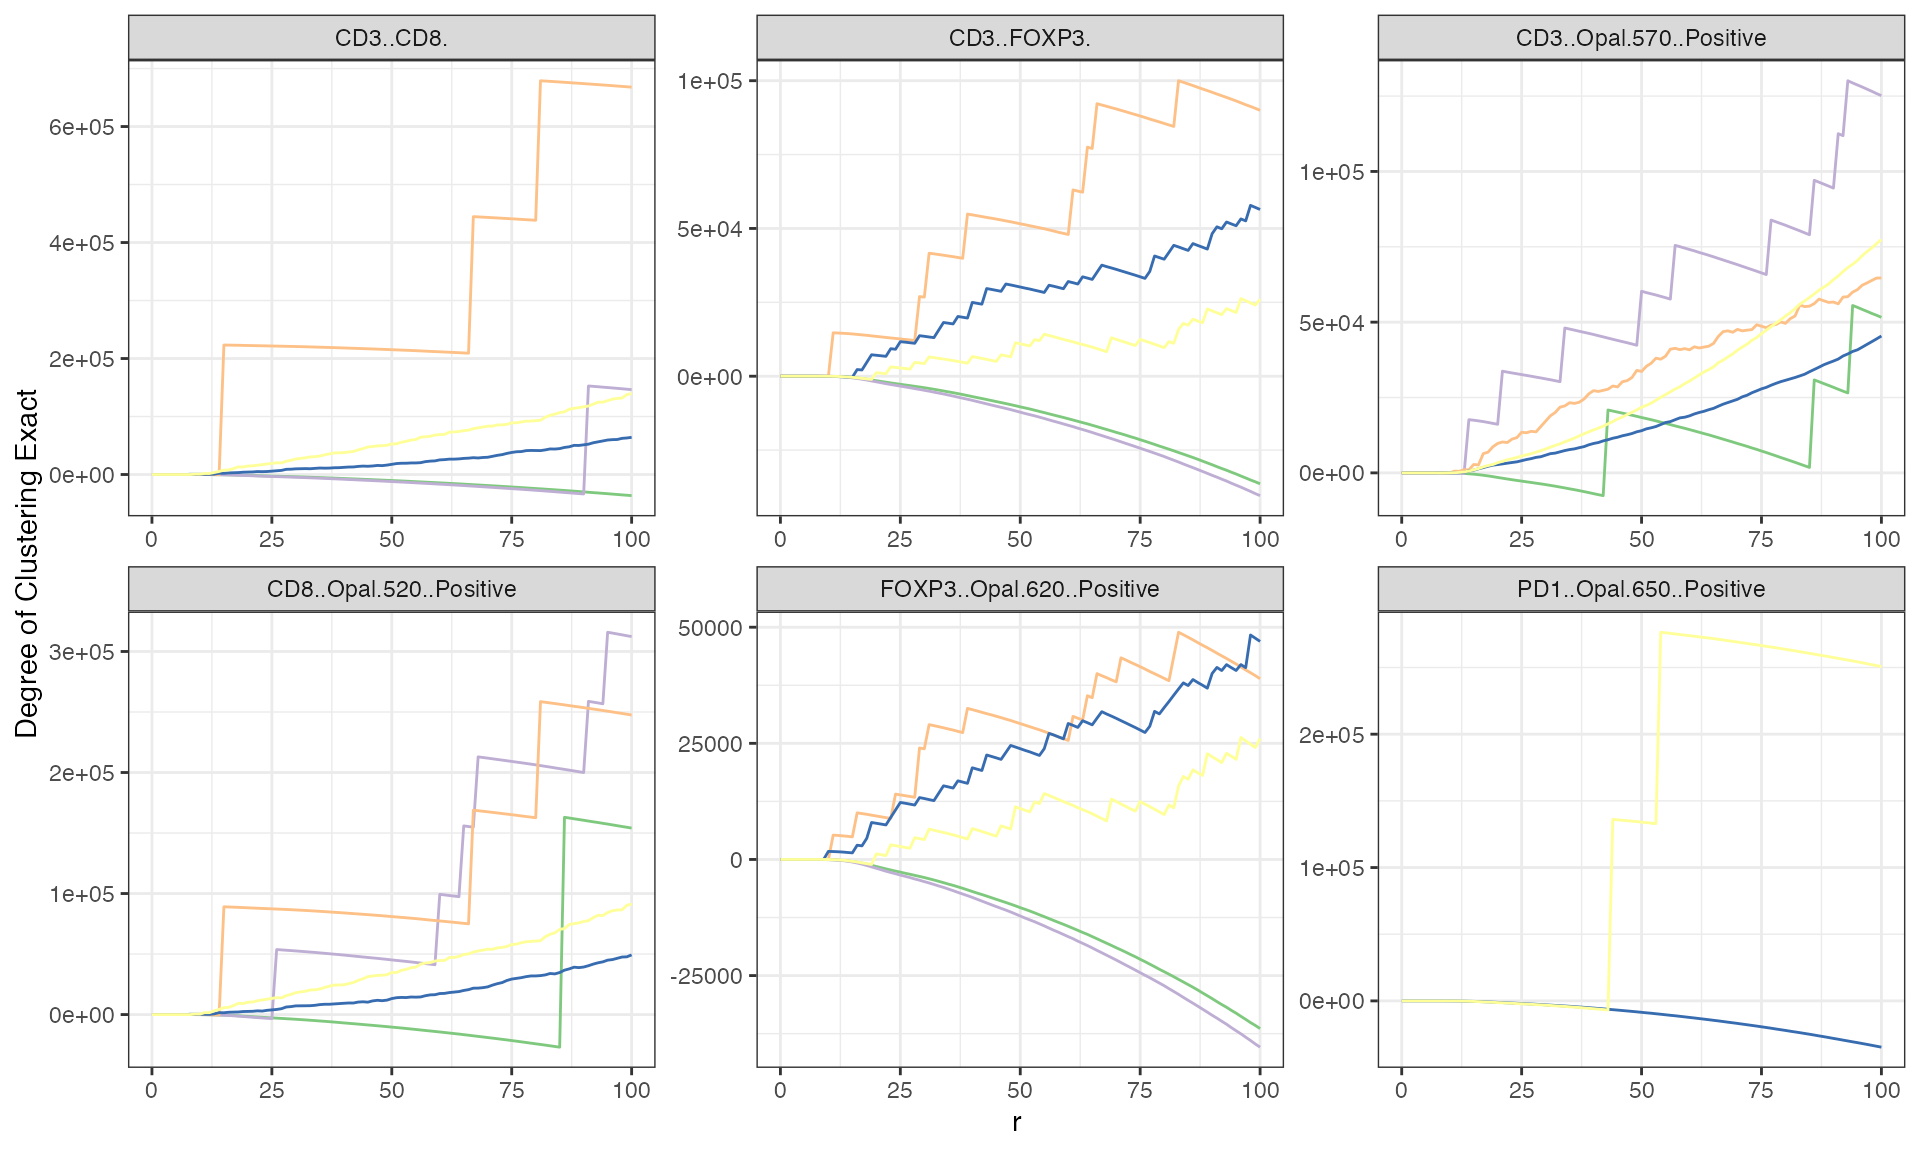 CD3..CD8.
CD3..FOXP3.
CD3..Opal.570..Positive
6e+05
4e+05
2e+05
0e+00
1e+05
5e+04
0e+00
1e+05
5e+04
0e+00
0 25 50 75 100
0 25 50 75 100
0 25 50 75 100
Degree of Clustering Exact
CD8..Opal.520..Positive
FOXP3..Opal.620..Positive
PD1..Opal.650..Positive
3e+05
2e+05
1e+05
0e+00
50000
25000
0
-25000
2e+05
1e+05
0e+00
0 25 50 75 100
0 25 50 75 100
0 25 50 75 100
r